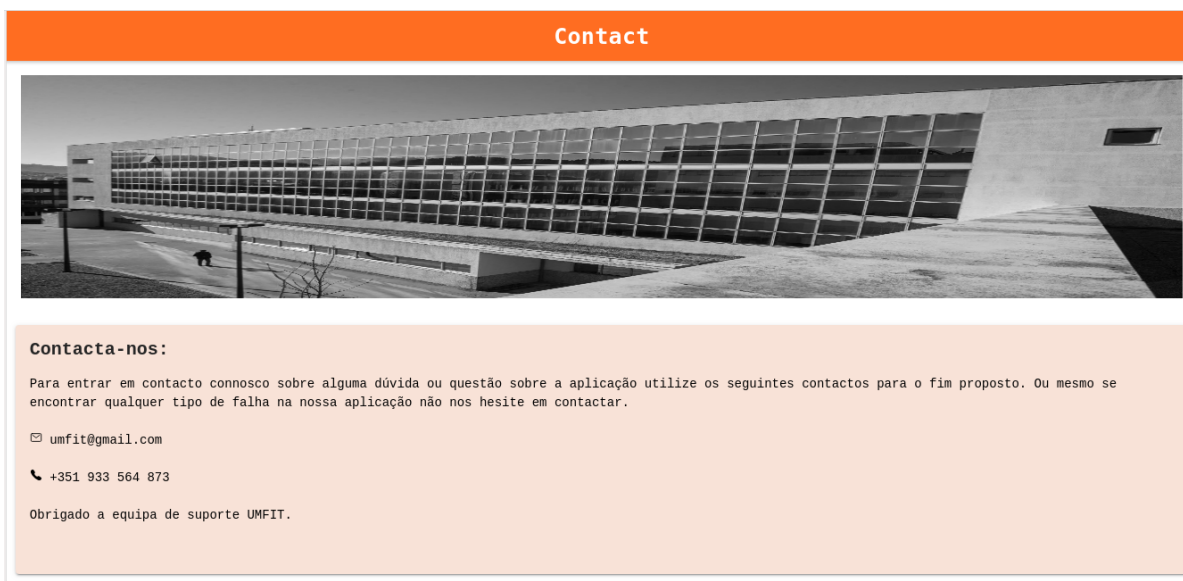 Contact
Contacta-nos:
Para entrar em contacto connosco sobre alguma dúvida ou questão sobre a aplicação utilize os seguintes contactos para o fim proposto. Ou mesmo se
encontrar qualquer tipo de falha na nossa aplicação não nos hesite em contactar.
umfit@gmail.com
+351 933 564 873
Obrigado a equipa de suporte UMFIT.